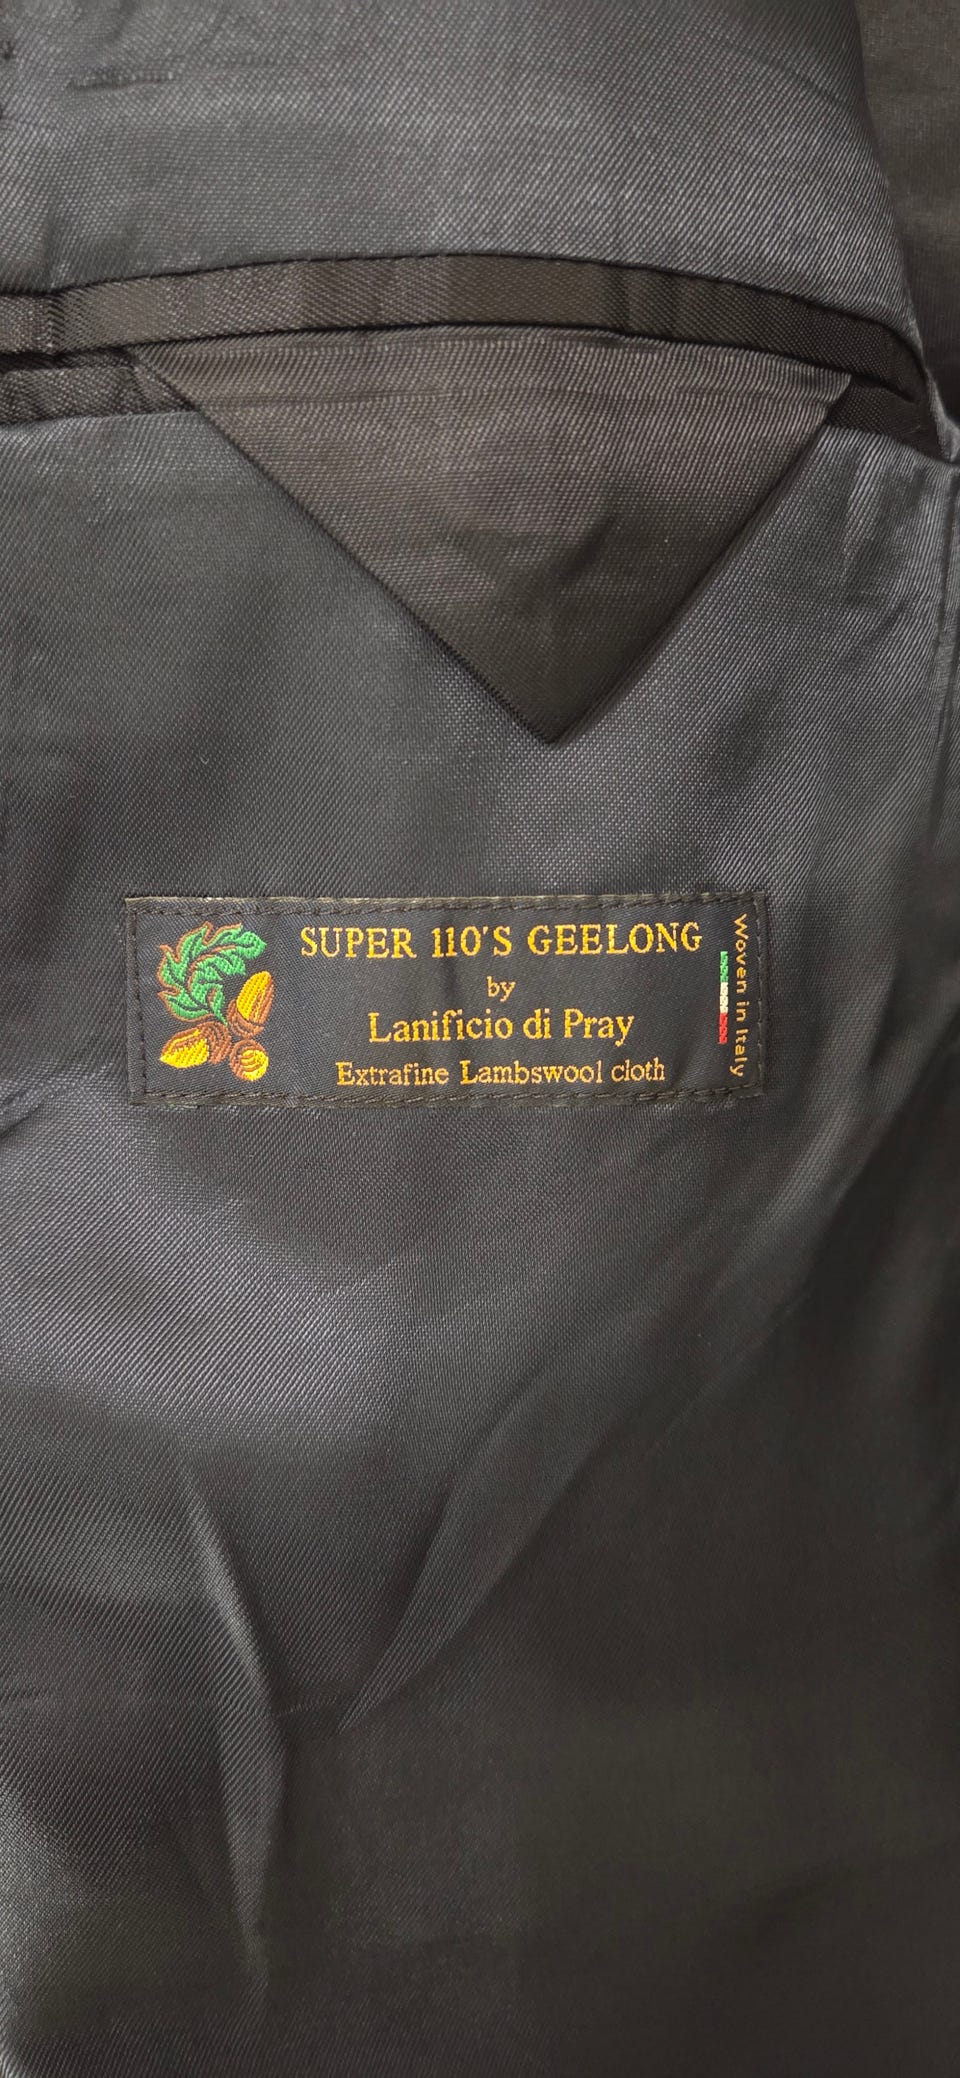 SUPER 110'S GEELONG
by
Lanificio di Pray
Extrafine Lambswool cloth
Woven in Italy